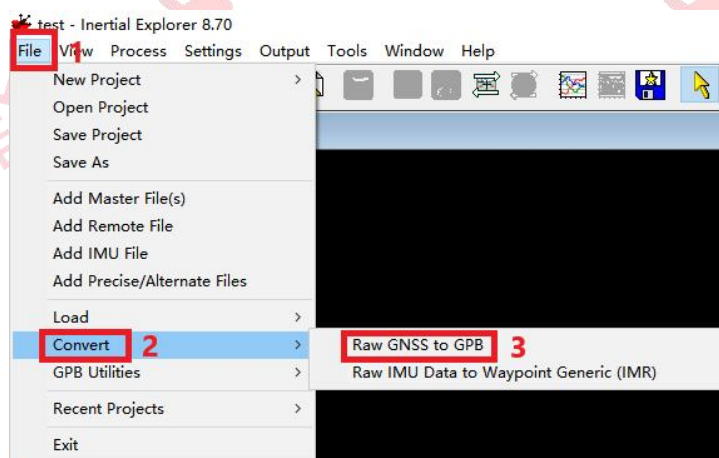 test - Inertial Explorer 8.70
File 1 View Process Settings Output Tools Window Help
New Project
Open Project
Save Project
Save As
Add Master File(s)
Add Remote File
Add IMU File
Add Precise/Alternate Files
Load
Convert 2 Raw GNSS to GPB 3
GPB Utilities Raw IMU Data to Waypoint Generic (IMR)
Recent Projects
Exit